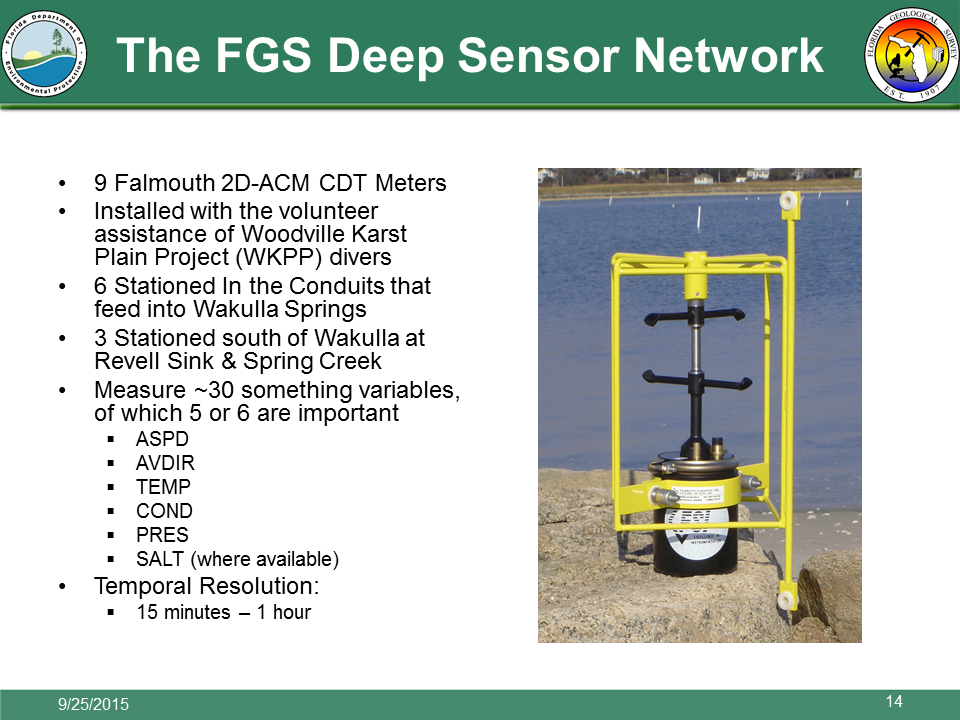 Florida Department of
Environmental Protection
The FGS Deep Sensor Network
FLORIDA GEOLOGICAL SURVEY
EST. 1907
• 9 Falmouth 2D-ACM CDT Meters
• Installed with the volunteer
assistance of Woodville Karst
Plain Project (WKPP) divers
• 6 Stationed In the Conduits that
feed into Wakulla Springs
• 3 Stationed south of Wakulla at
Revell Sink & Spring Creek
• Measure ~30 something variables,
of which 5 or 6 are important
▪ ASPD
▪ AVDIR
▪ TEMP
▪ COND
▪ PRES
▪ SALT (where available)
• Temporal Resolution:
▪ 15 minutes – 1 hour
FSI
EXCELLENCE IN
INSTRUMENTATION
9/25/2015
14